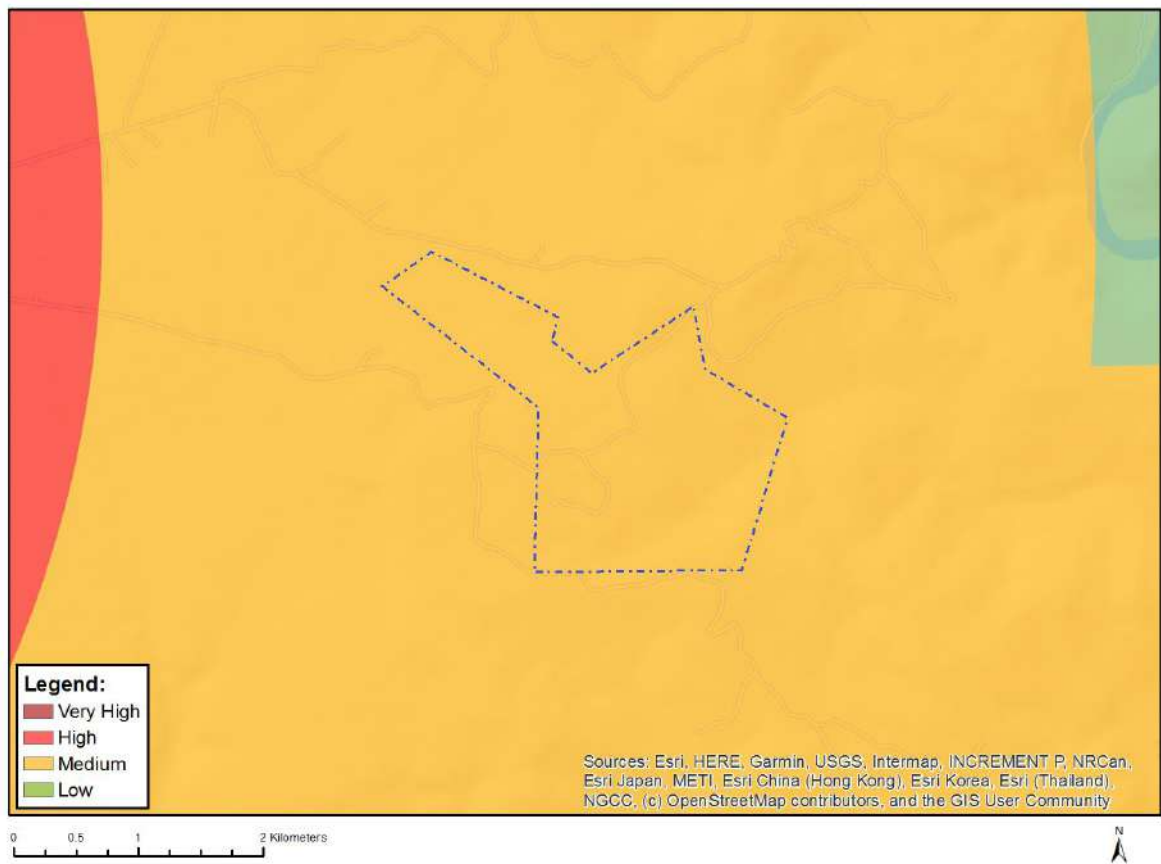 Legend:
Very High
High
Medium
Low
Sources: Esri, HERE, Garmin, USGS, Intermap, INCREMENT P, NRCan,
Esri Japan, METI, Esri China (Hong Kong), Esri Korea, Esri (Thailand),
NGCC, (c) OpenStreetMap contributors, and the GIS User Community
0 0.5 1 2 Kilometers
N